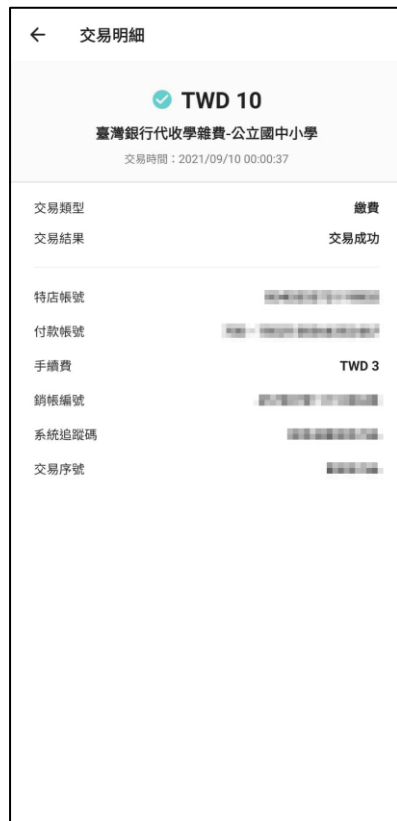 交易明細
TWD 10
臺灣銀行代收學雜費-公立國中小學
交易時間：2021/09/10 00:00:37
交易類型 繳費
交易結果 交易成功
特店帳號
付款帳號
手續費 TWD 3
銷帳編號
系統追蹤碼
交易序號